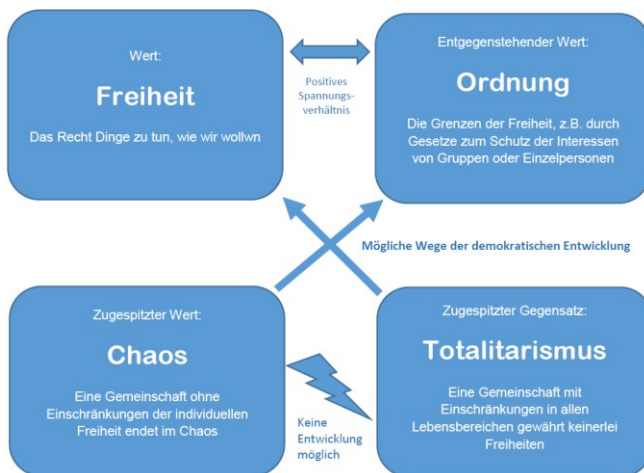 Wert:
Freiheit
Das Recht Dinge zu tun, wie wir wollwn
Positives
Spannungs-
verhältnis
Entgegenstehender Wert:
Ordnung
Die Grenzen der Freiheit, z.B. durch
Gesetze zum Schutz der Interessen
von Gruppen oder Einzelpersonen
Mögliche Wege der demokratischen Entwicklung
Zugespitzter Wert:
Chaos
Eine Gemeinschaft ohne
Einschränkungen der individuellen
Freiheit endet im Chaos
Keine
Entwicklung
möglich
Zugespitzter Gegensatz:
Totalitarismus
Eine Gemeinschaft mit
Einschränkungen in allen
Lebensbereichen gewährt keinerlei
Freiheiten